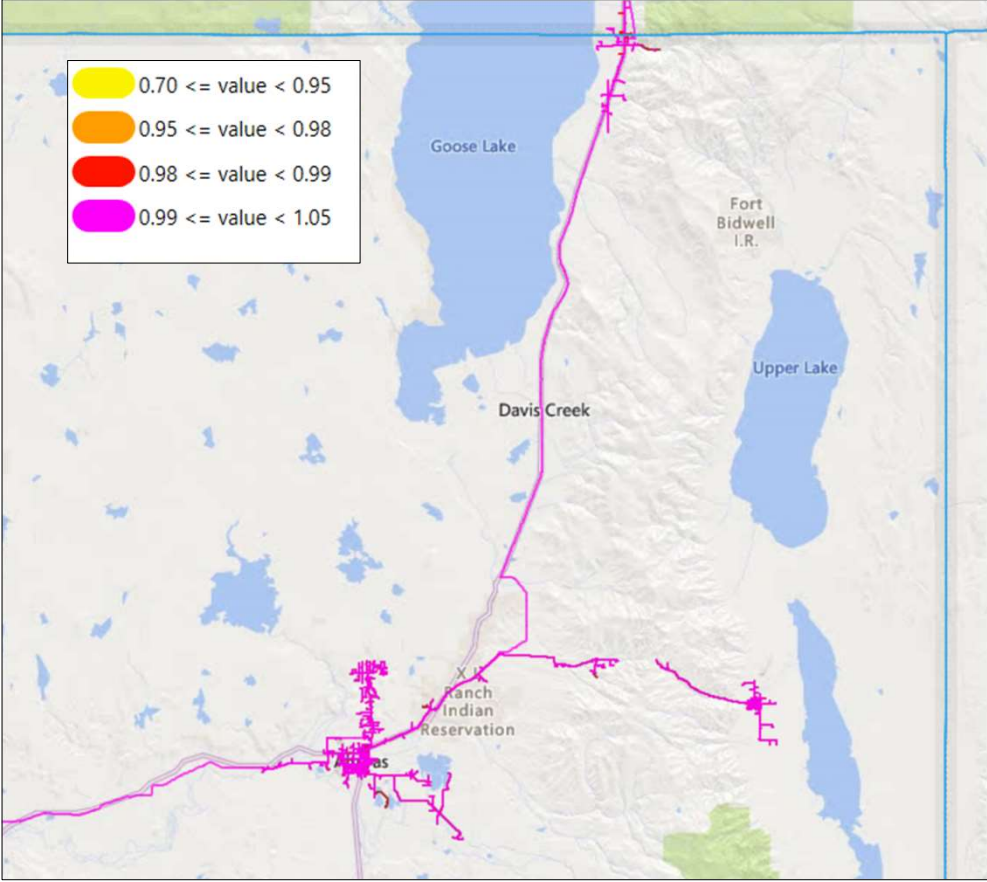 0.70 <= value < 0.95
0.95 <= value < 0.98
0.98 <= value < 0.99
0.99 <= value < 1.05
Goose Lake
Fort
Bidwell
I.R.
Upper Lake
Davis Creek
Ranch
Indian
Reservation